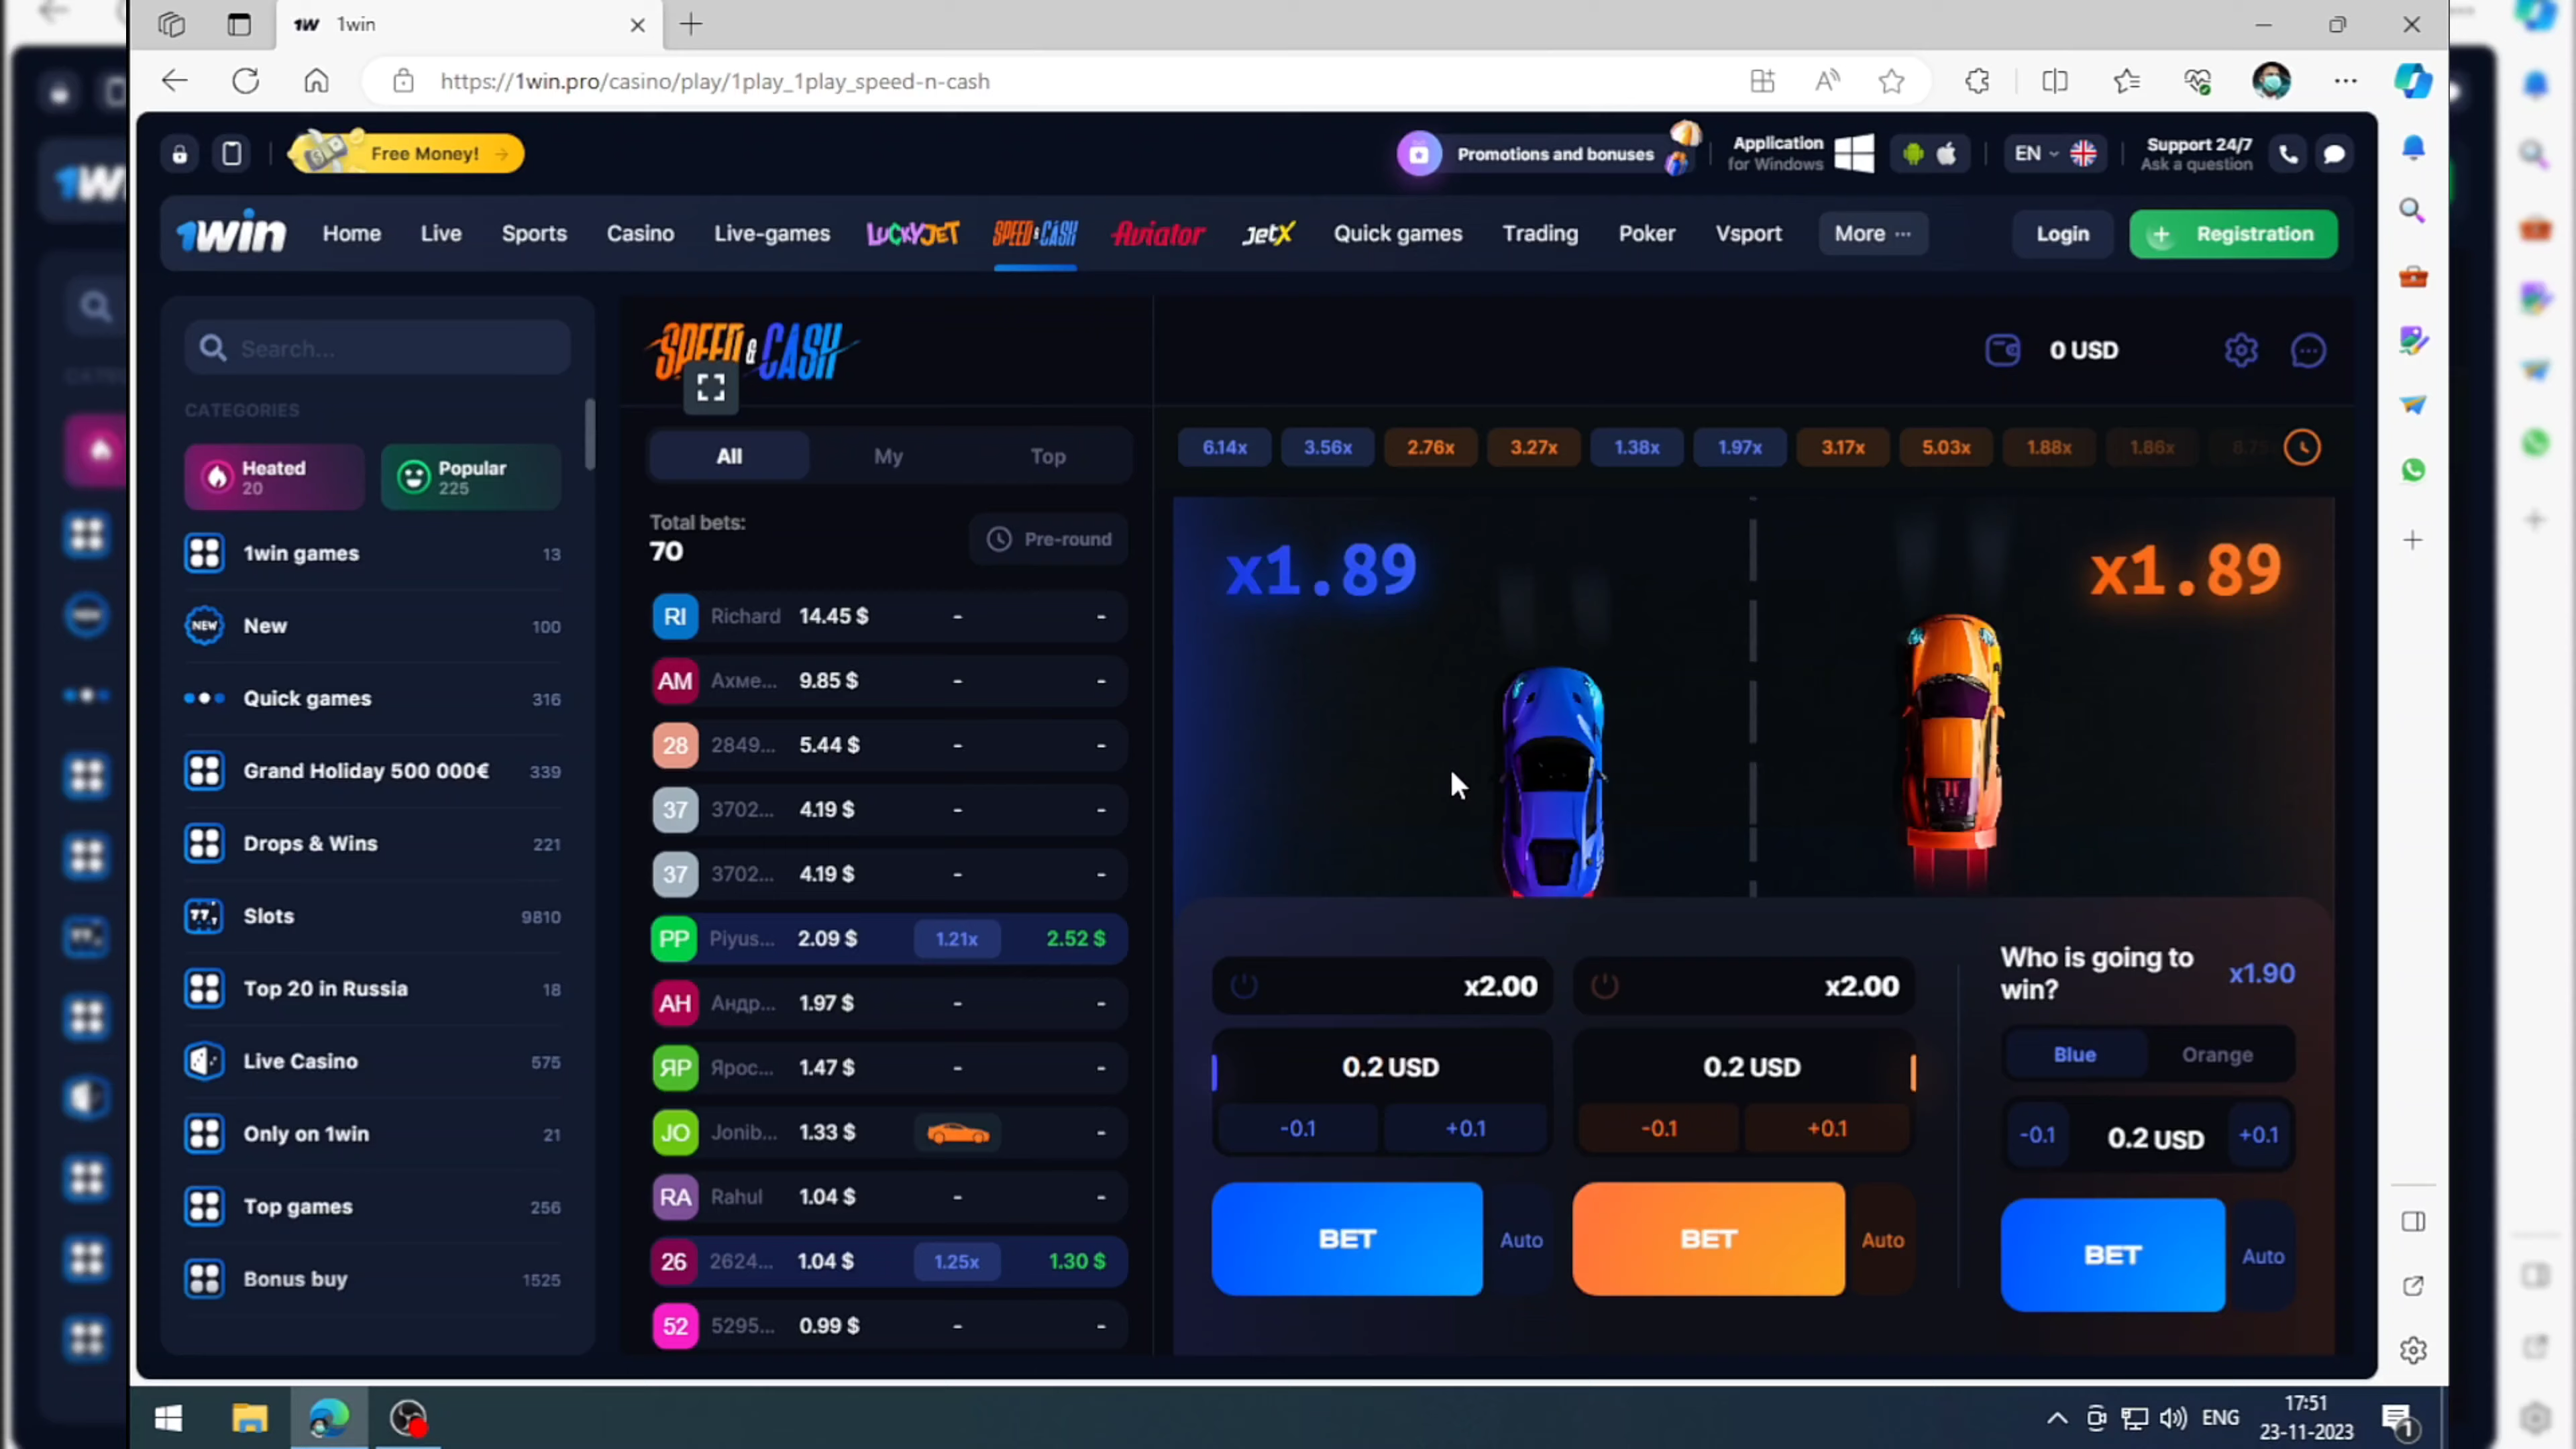 1win
https://1win.pro/casino/play/1play_1play_speed-n-cash
Free Money!
Promotions and bonuses
Application
for Windows
EN
Support 24/7
Ask a question
1win
Home
Live
Sports
Casino
Live-games
LUCKYJET
SPEED&CASH
Aviator
JetX
Quick games
Trading
Poker
Vsport
More
Login
+ Registration
Search...
CATEGORIES
Heated
20
Popular
225
1win games 13
NEW New 100
Quick games 316
Grand Holiday 500 000€ 339
Drops & Wins 221
Slots 9810
Top 20 in Russia 18
Live Casino 575
Only on 1win 21
Top games 256
Bonus buy 1525
SPEED & CASH
All My Top
Total bets:
70
Pre-round
RI Richard 14.45 $ - -
AM Ахме... 9.85 $ - -
28 2849... 5.44 $ - -
37 3702... 4.19 $ - -
37 3702... 4.19 $ - -
PP Piyus... 2.09 $ 1.21x 2.52 $
АН Андр... 1.97 $ - -
ЯР Ярос... 1.47 $ - -
JO Jonib... 1.33 $ -
RA Rahul 1.04 $ - -
26 2624... 1.04 $ 1.25x 1.30 $
52 5295... 0.99 $ - -
0 USD
6.14x 3.56x 2.76x 3.27x 1.38x 1.97x 3.17x 5.03x 1.88x 1.86x
x1.89
x1.89
x2.00
0.2 USD
-0.1 +0.1
BET Auto
x2.00
0.2 USD
-0.1 +0.1
BET Auto
Who is going to
win?
x1.90
Blue Orange
-0.1 0.2 USD +0.1
BET Auto
ENG
17:51
23-11-2023
1